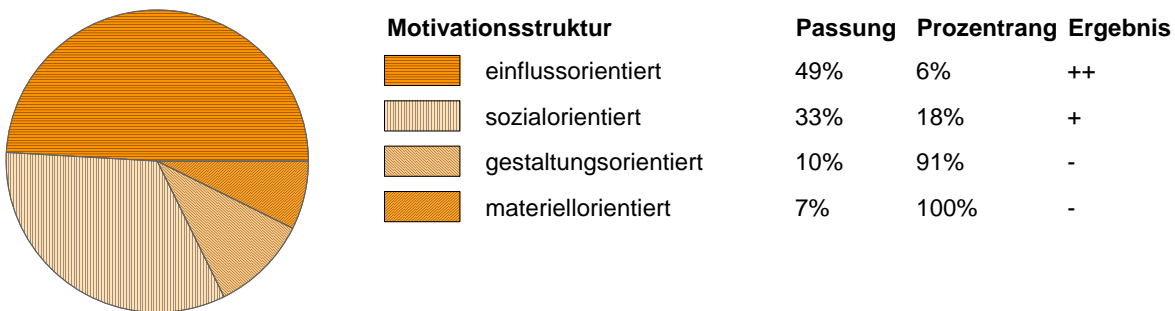 Motivationsstruktur Passung Prozentrang Ergebnis
einflussorientiert 49% 6% ++
sozialorientiert 33% 18% +
gestaltungsorientiert 10% 91% -
materiellorientiert 7% 100% -